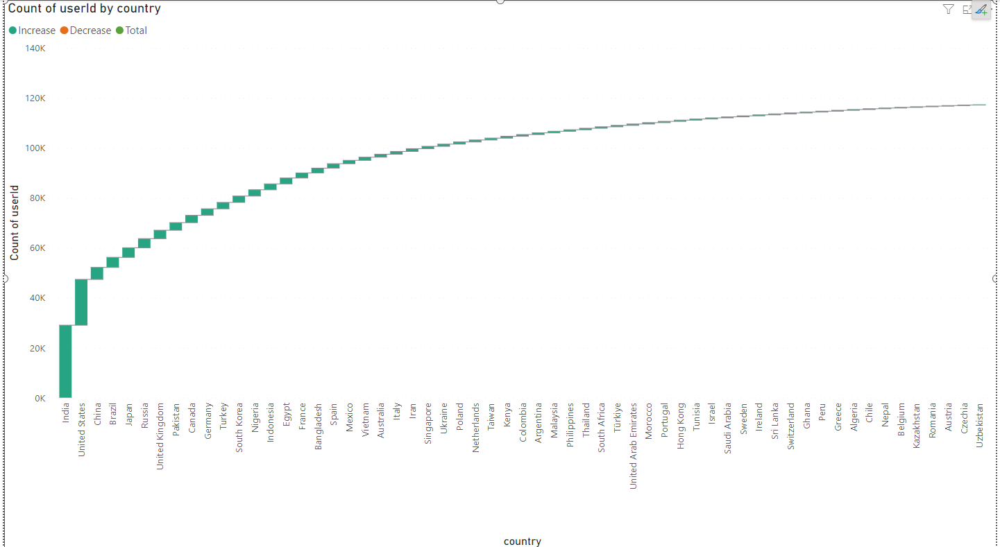 Count of userId by country
Increase Decrease Total
140K
120K
100K
80K
60K
40K
20K
0K
Count of userId
India
United States
China
Brazil
Japan
Russia
United Kingdom
Pakistan
Canada
Germany
Turkey
South Korea
Nigeria
Indonesia
Egypt
France
Bangladesh
Spain
Mexico
Vietnam
Australia
Italy
Iran
Singapore
Ukraine
Poland
Netherlands
Taiwan
Kenya
Colombia
Argentina
Malaysia
Philippines
Thailand
South Africa
Türkiye
United Arab Emirates
Morocco
Portugal
Hong Kong
Tunisia
Israel
Saudi Arabia
Sweden
Ireland
Sri Lanka
Switzerland
Ghana
Peru
Greece
Algeria
Chile
Nepal
Belgium
Kazakhstan
Romania
Austria
Czechia
Uzbekistan
country